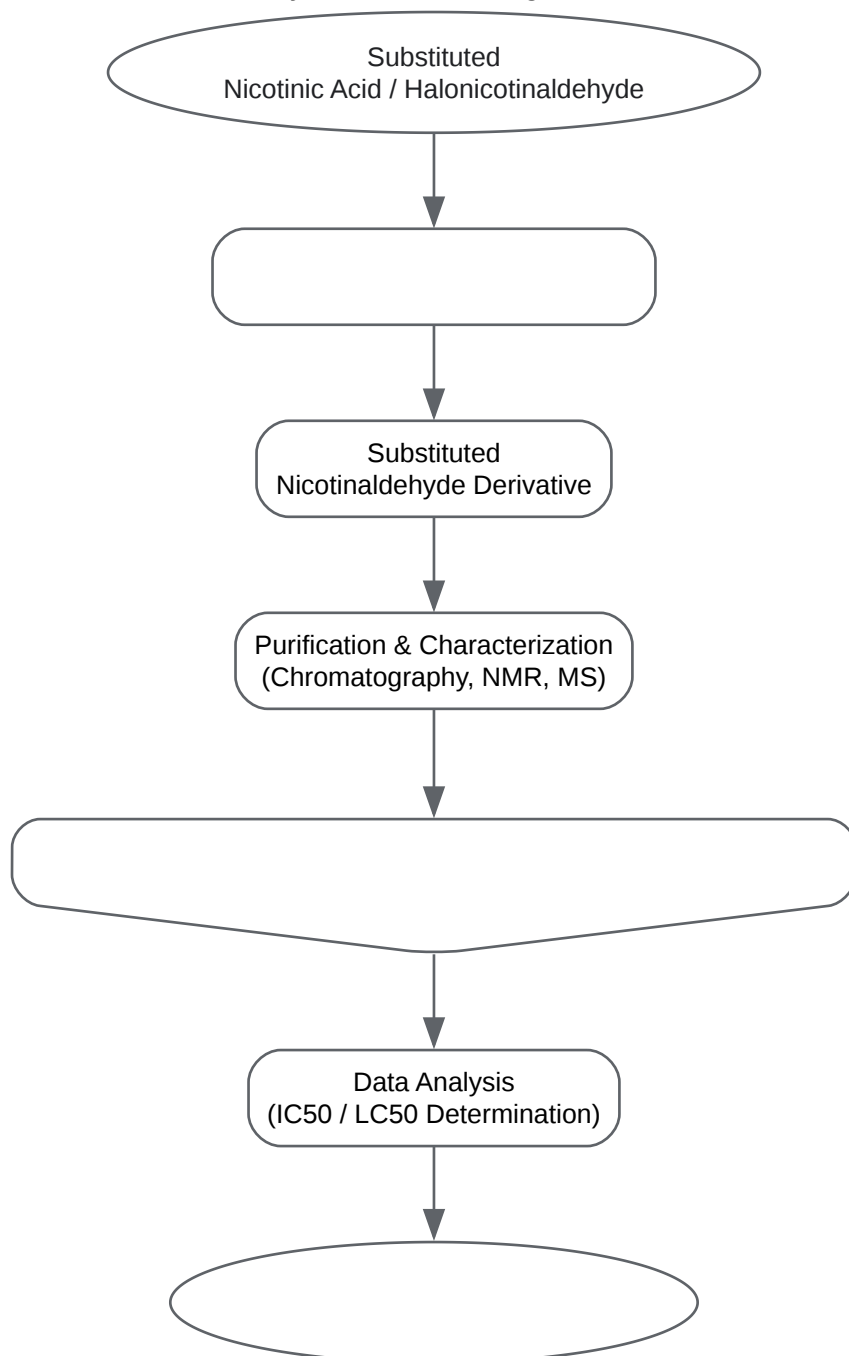 Substituted
Nicotinic Acid / Halonicotinaldehyde
Substituted
Nicotinaldehyde Derivative
Purification & Characterization
(Chromatography, NMR, MS)
Data Analysis
(IC50 / LC50 Determination)